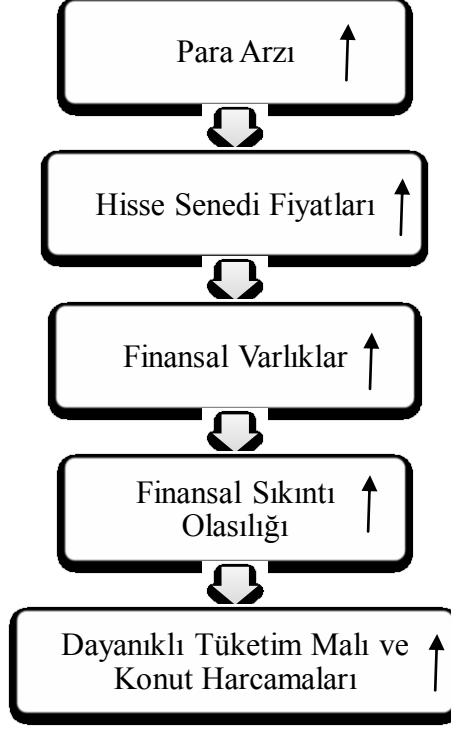 Para Arzı
Hisse Senedi Fiyatları
Finansal Varlıklar
Finansal Sıkıntı
Olasılığı
Dayanıklı Tüketim Malı ve
Konut Harcamaları